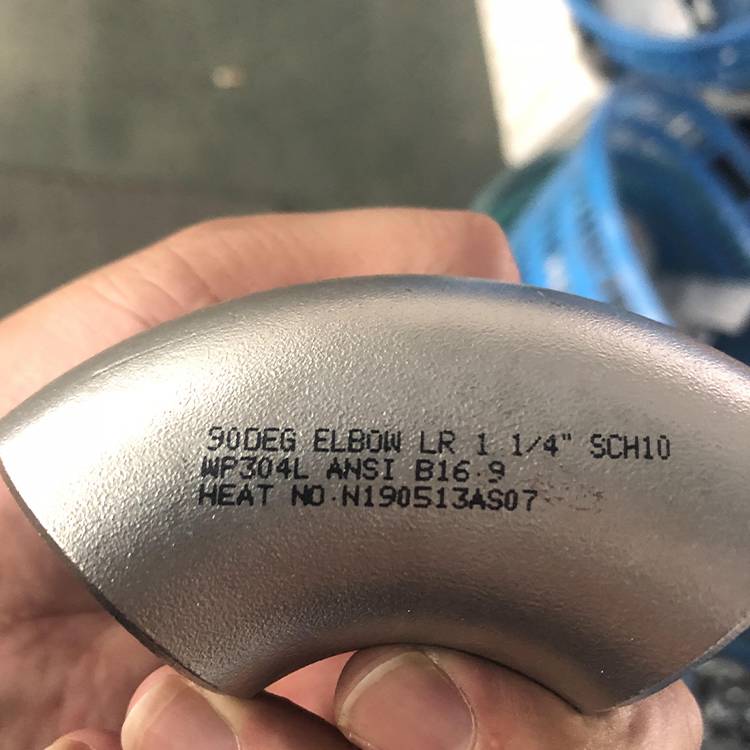 90DEG ELBOW LR 1 1/4" SCH10
WP304L ANSI B16.9
HEAT NO.N190513AS07